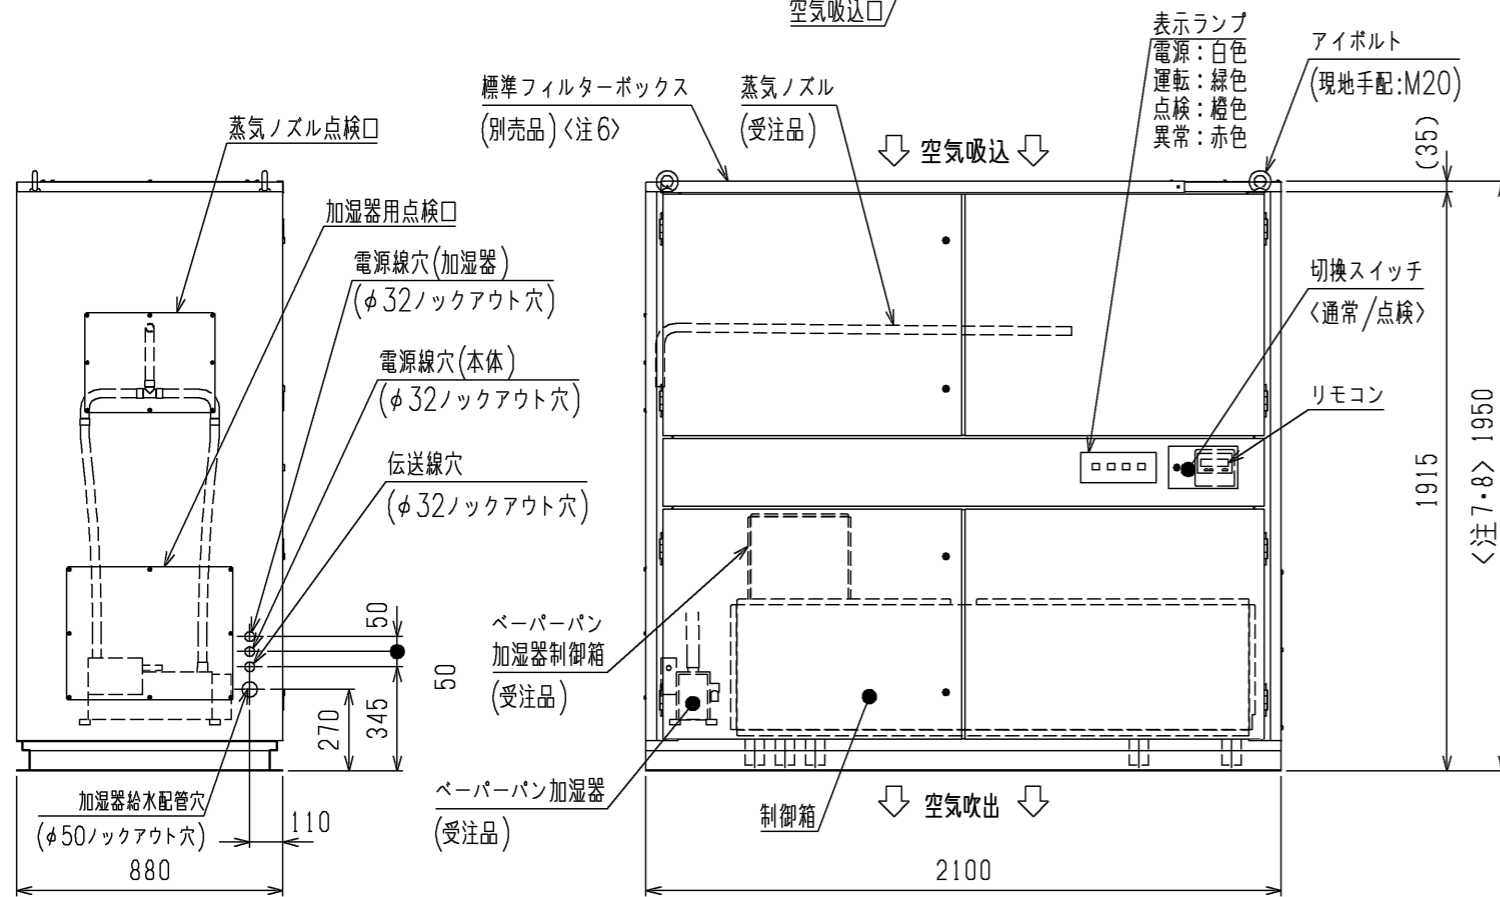 空気吸込口
表示ランプ
電源：白色
運転：緑色
点検：橙色
異常：赤色
アイボルト
(現地手配:M20)
標準フィルターボックス
(別売品)〈注6〉
蒸気ノズル
(受注品)
空気吸込
(35)
蒸気ノズル点検口
加湿器用点検口
電源線穴(加湿器)
(φ32ノックアウト穴)
電源線穴(本体)
(φ32ノックアウト穴)
伝送線穴
(φ32ノックアウト穴)
切換スイッチ
〈通常/点検〉
リモコン
1915
〈注7・8〉 1950
50
50
345
270
ベーパーパン
加湿器制御箱
(受注品)
ベーパーパン加湿器
(受注品)
制御箱
空気吹出
加湿器給水配管穴
(φ50ノックアウト穴)
110
880
2100